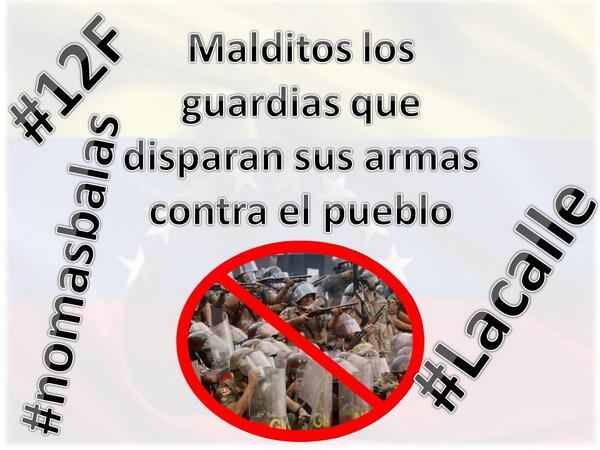 #12F
Malditos los
guardias que
disparan sus armas
contra el pueblo
#nomasbalas
#Lacalle